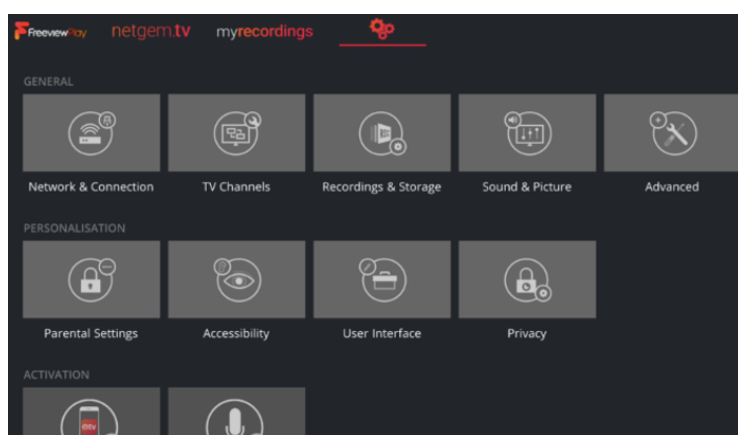 FreeviewPlay netgem.tv myrecordings
GENERAL
Network & Connection TV Channels Recordings & Storage Sound & Picture Advanced
PERSONALISATION
Parental Settings Accessibility User Interface Privacy
ACTIVATION